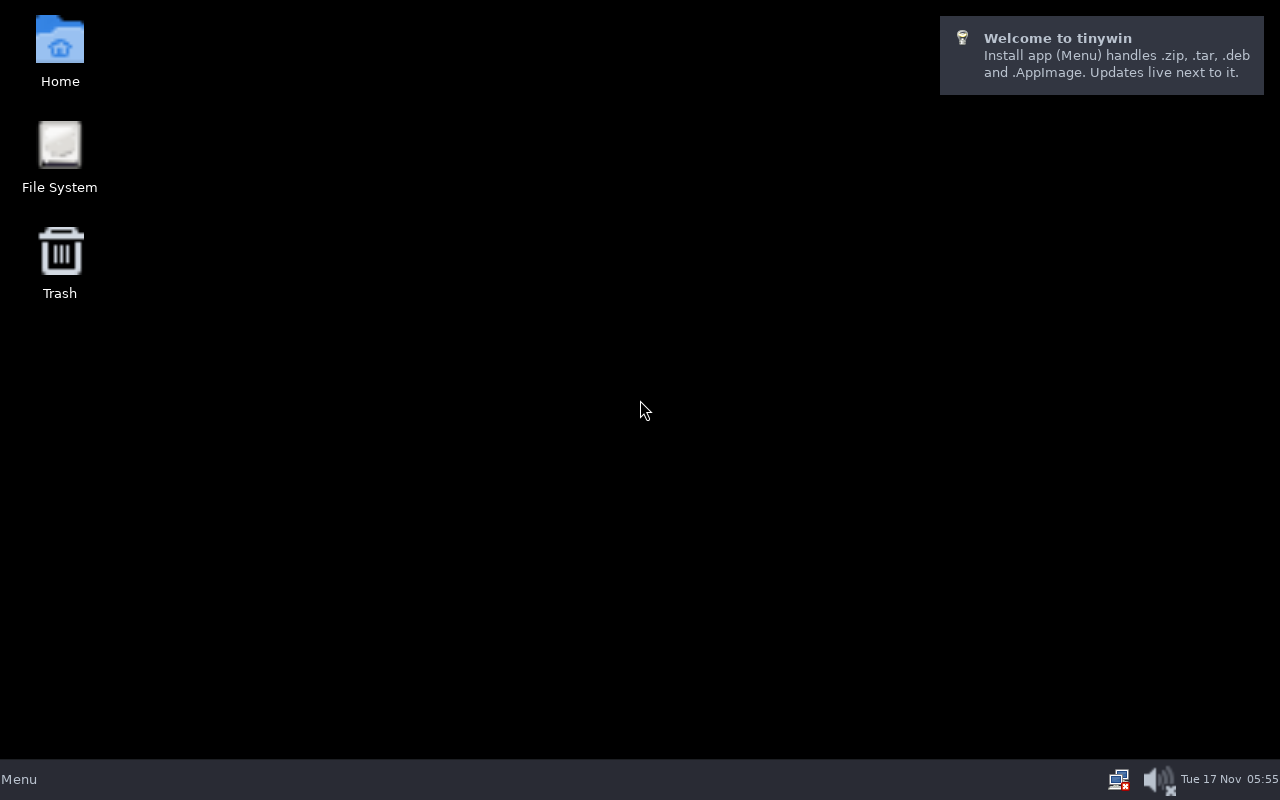 Home
File System
Trash
Welcome to tinywin
Install app (Menu) handles .zip, .tar, .deb
and .AppImage. Updates live next to it.
Menu
Tue 17 Nov 05:55